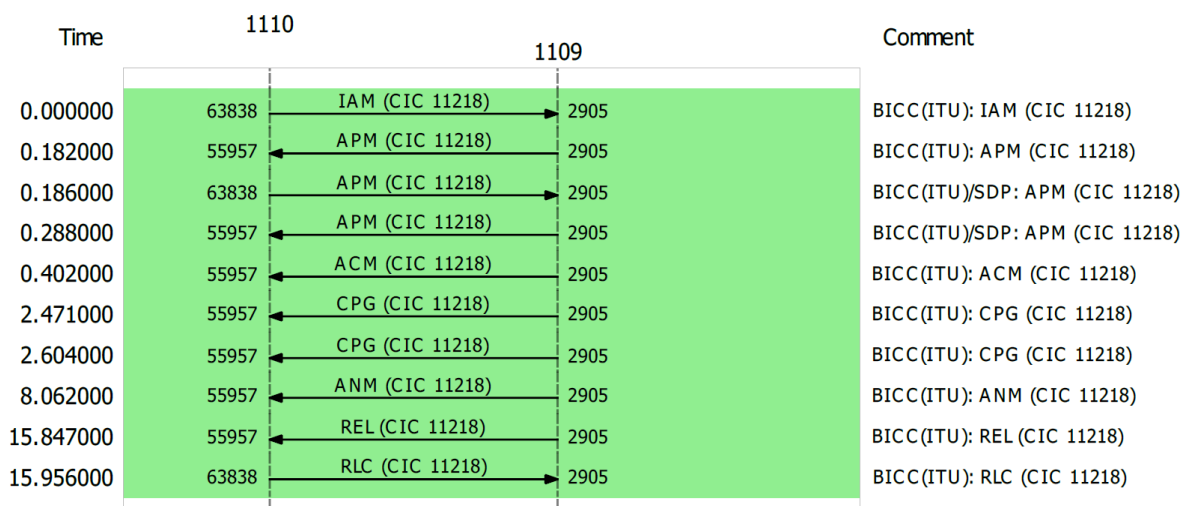 1110
Time 1109 Comment
0.000000 63838 IAM (CIC 11218) 2905 BICC(ITU): IAM (CIC 11218)
0.182000 55957 APM (CIC 11218) 2905 BICC(ITU): APM (CIC 11218)
0.186000 63838 APM (CIC 11218) 2905 BICC(ITU)/SDP: APM (CIC 11218)
0.288000 55957 APM (CIC 11218) 2905 BICC(ITU)/SDP: APM (CIC 11218)
0.402000 55957 ACM (CIC 11218) 2905 BICC(ITU): ACM (CIC 11218)
2.471000 55957 CPG (CIC 11218) 2905 BICC(ITU): CPG (CIC 11218)
2.604000 55957 CPG (CIC 11218) 2905 BICC(ITU): CPG (CIC 11218)
8.062000 55957 ANM (CIC 11218) 2905 BICC(ITU): ANM (CIC 11218)
15.847000 55957 REL (CIC 11218) 2905 BICC(ITU): REL (CIC 11218)
15.956000 63838 RLC (CIC 11218) 2905 BICC(ITU): RLC (CIC 11218)